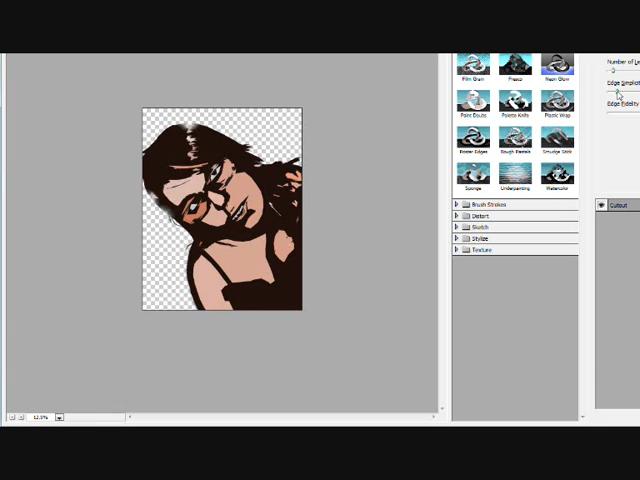 Number of Le
Film Grain Fresco Neon Glow
Edge Simplicit
Edge Fidelity
Paint Daubs Palette Knife Plastic Wrap
Poster Edges Rough Pastels Smudge Stick
Sponge Underpainting Watercolor
Brush Strokes
Cutout
Distort
Sketch
Stylize
Texture
12.5%